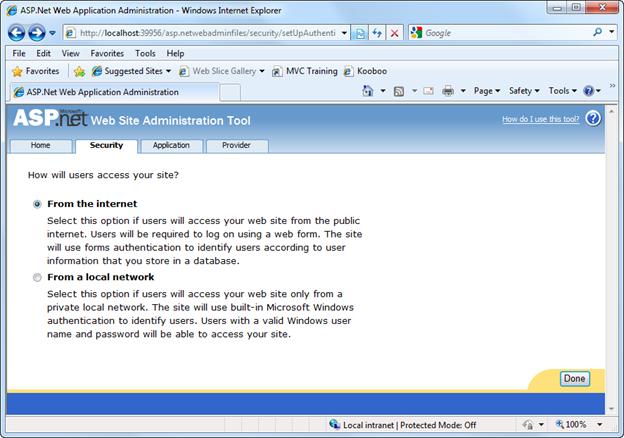 ASP.Net Web Application Administration - Windows Internet Explorer
http://localhost:39956/asp.netwebadminfiles/security/setUpAuthenti
Google
File Edit View Favorites Tools Help
Favorites Suggested Sites Web Slice Gallery MVC Training Kooboo
ASP.Net Web Application Administration
Page Safety Tools
Microsoft
ASP.net Web Site Administration Tool
How do I use this tool?
Home Security Application Provider
How will users access your site?
From the internet
Select this option if users will access your web site from the public
internet. Users will be required to log on using a web form. The site
will use forms authentication to identify users according to user
information that you store in a database.
From a local network
Select this option if users will access your web site only from a
private local network. The site will use built-in Microsoft Windows
authentication to identify users. Users with a valid Windows user
name and password will be able to access your site.
Done
Local intranet | Protected Mode: Off
100%